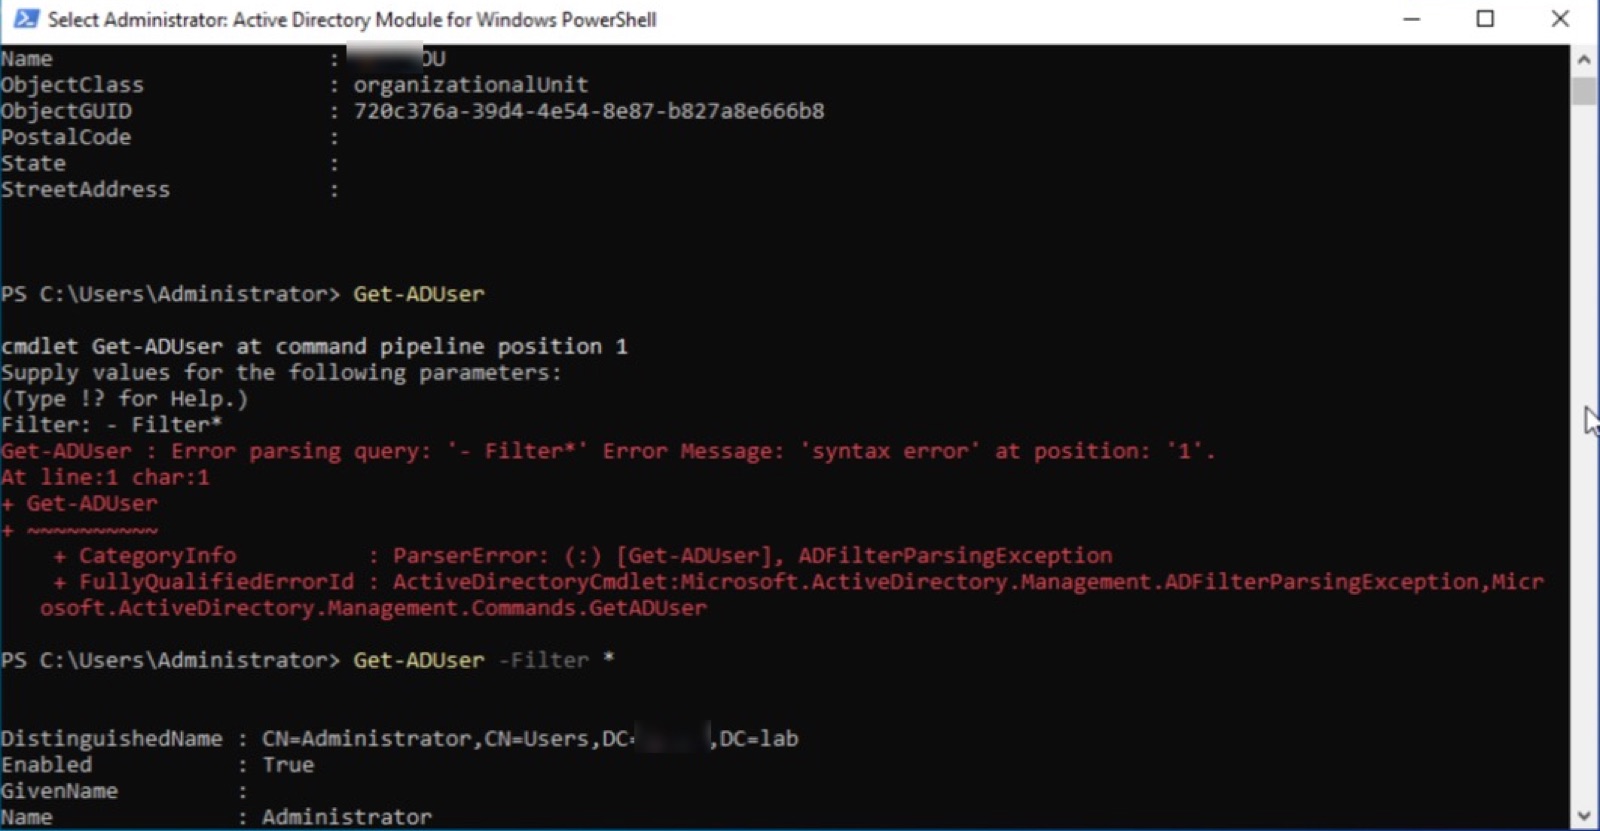 Select Administrator: Active Directory Module for Windows PowerShell
Name : OU
ObjectClass : organizationalUnit
ObjectGUID : 720c376a-39d4-4e54-8e87-b827a8e666b8
PostalCode :
State :
StreetAddress :
PS C:\Users\Administrator> Get-ADUser
cmdlet Get-ADUser at command pipeline position 1
Supply values for the following parameters:
(Type !? for Help.)
Filter: - Filter*
Get-ADUser : Error parsing query: '- Filter*' Error Message: 'syntax error' at position: '1'.
At line:1 char:1
+ Get-ADUser
+ ~~~~~~~~~~
+ CategoryInfo : ParserError: (:) [Get-ADUser], ADFilterParsingException
+ FullyQualifiedErrorId : ActiveDirectoryCmdlet:Microsoft.ActiveDirectory.Management.ADFilterParsingException,Micr
osoft.ActiveDirectory.Management.Commands.GetADUser
PS C:\Users\Administrator> Get-ADUser -Filter *
DistinguishedName : CN=Administrator,CN=Users,DC= ,DC=lab
Enabled : True
GivenName :
Name : Administrator